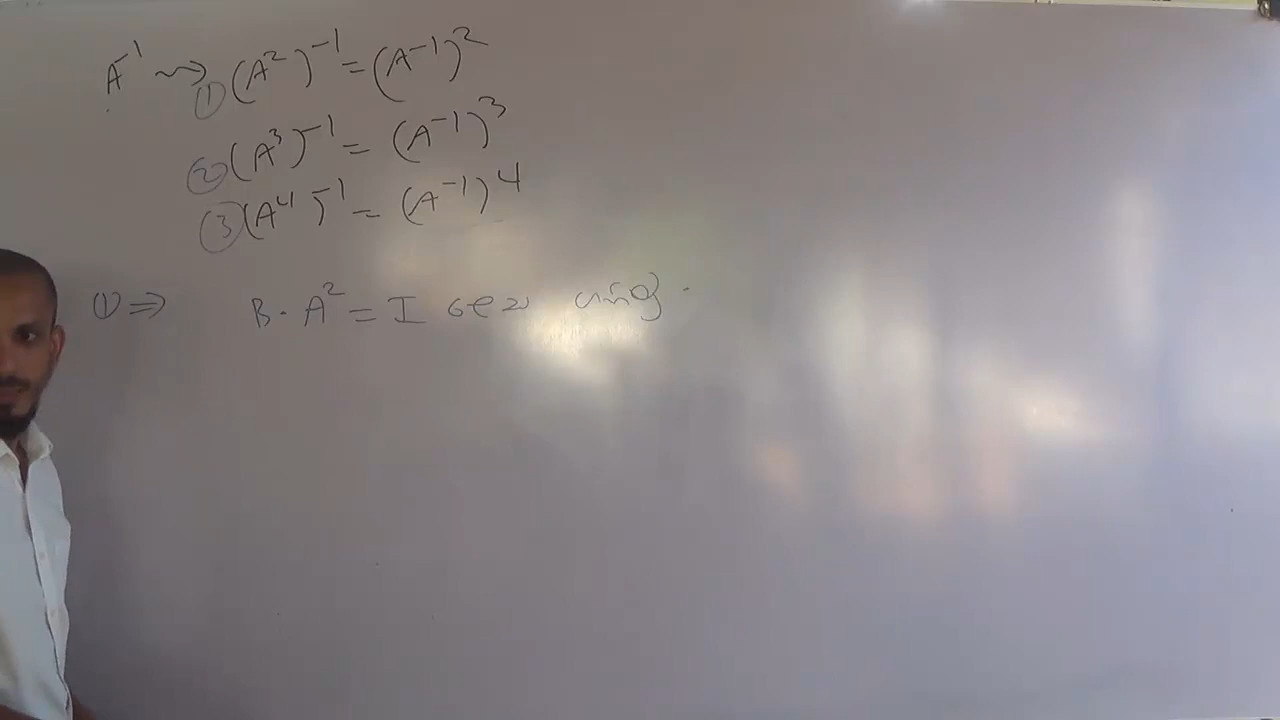 A⁻¹ ⇝ ① (A²)⁻¹ = (A⁻¹)²
② (A³)⁻¹ = (A⁻¹)³
③ (A⁴)⁻¹ = (A⁻¹)⁴
① ⇒ B · A² = I